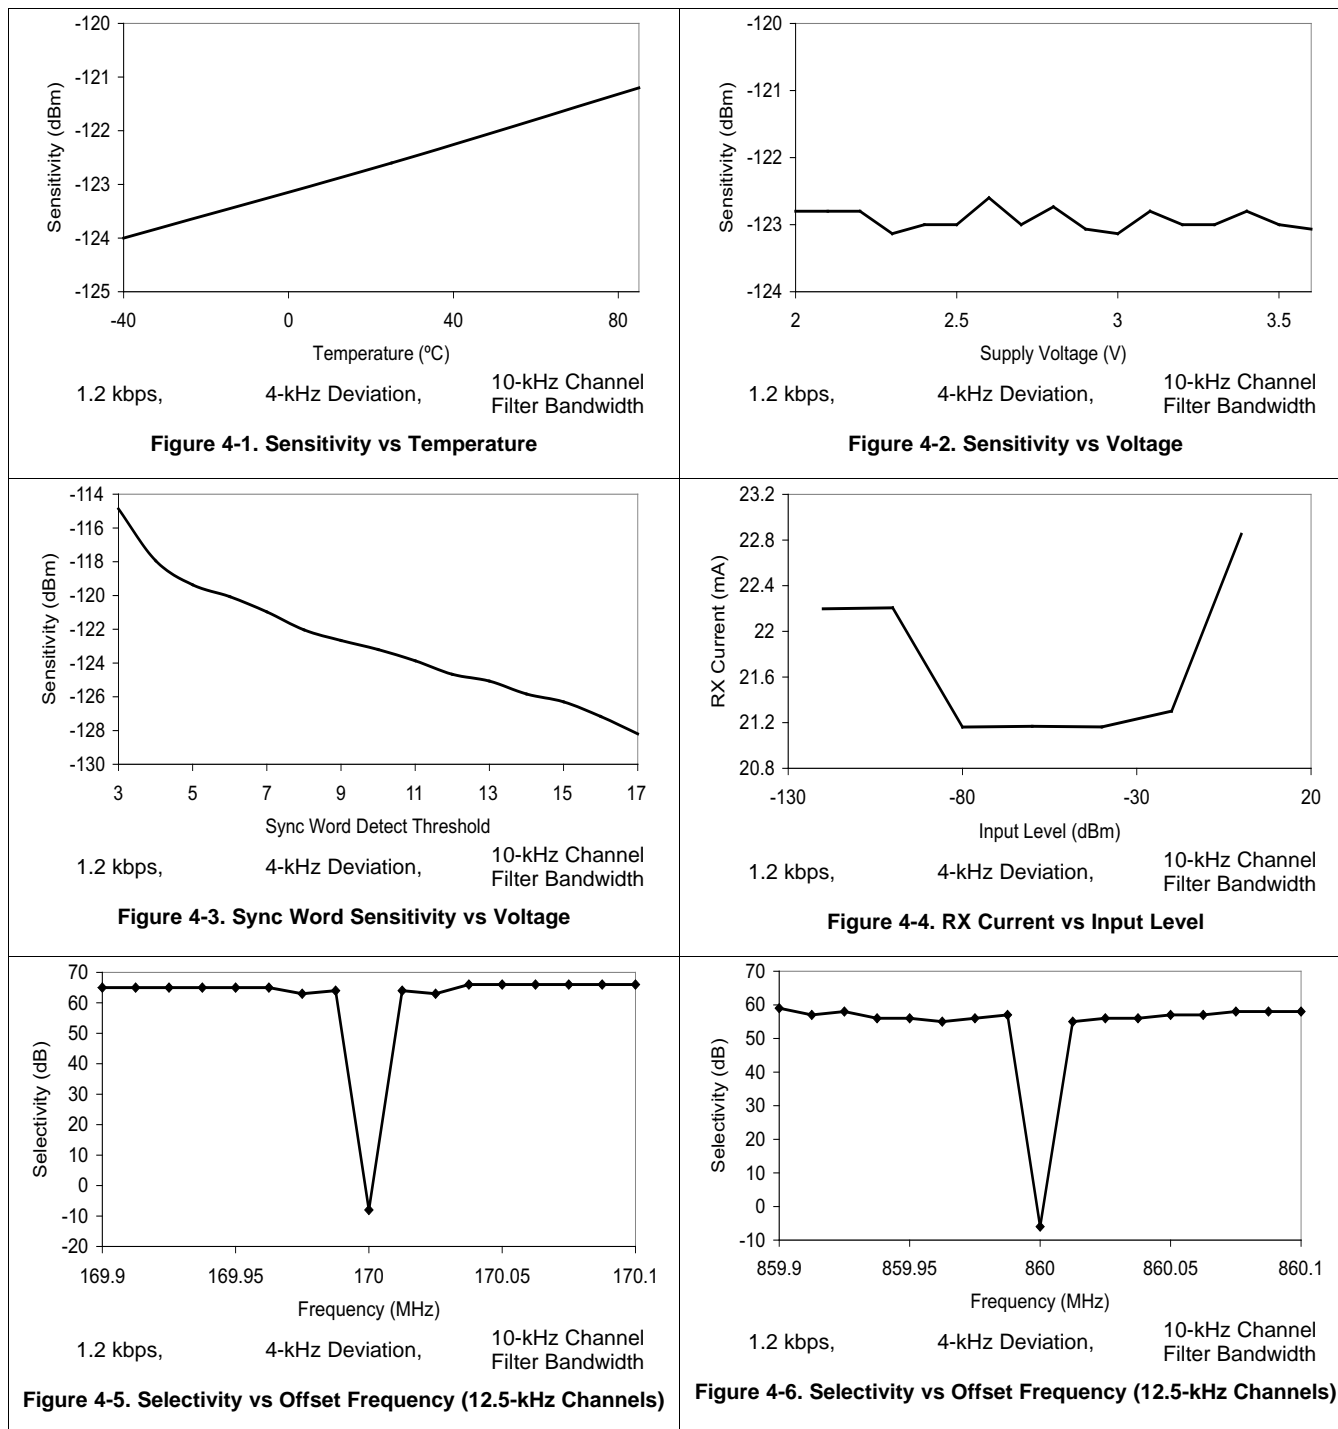 -120
-121
-122
-123
-124
-125
Sensitivity (dBm)
-40 0 40 80
Temperature (ºC)
1.2 kbps, 4-kHz Deviation, 10-kHz Channel
Filter Bandwidth
Figure 4-1. Sensitivity vs Temperature
-120
-121
-122
-123
-124
Sensitivity (dBm)
2 2.5 3 3.5
Supply Voltage (V)
1.2 kbps, 4-kHz Deviation, 10-kHz Channel
Filter Bandwidth
Figure 4-2. Sensitivity vs Voltage
-114
-116
-118
-120
-122
-124
-126
-128
-130
Sensitivity (dBm)
3 5 7 9 11 13 15 17
Sync Word Detect Threshold
1.2 kbps, 4-kHz Deviation, 10-kHz Channel
Filter Bandwidth
Figure 4-3. Sync Word Sensitivity vs Voltage
23.2
22.8
22.4
22
21.6
21.2
20.8
RX Current (mA)
-130 -80 -30 20
Input Level (dBm)
1.2 kbps, 4-kHz Deviation, 10-kHz Channel
Filter Bandwidth
Figure 4-4. RX Current vs Input Level
70
60
50
40
30
20
10
0
-10
-20
Selectivity (dB)
169.9 169.95 170 170.05 170.1
Frequency (MHz)
1.2 kbps, 4-kHz Deviation, 10-kHz Channel
Filter Bandwidth
Figure 4-5. Selectivity vs Offset Frequency (12.5-kHz Channels)
70
60
50
40
30
20
10
0
-10
Selectivity (dB)
859.9 859.95 860 860.05 860.1
Frequency (MHz)
1.2 kbps, 4-kHz Deviation, 10-kHz Channel
Filter Bandwidth
Figure 4-6. Selectivity vs Offset Frequency (12.5-kHz Channels)